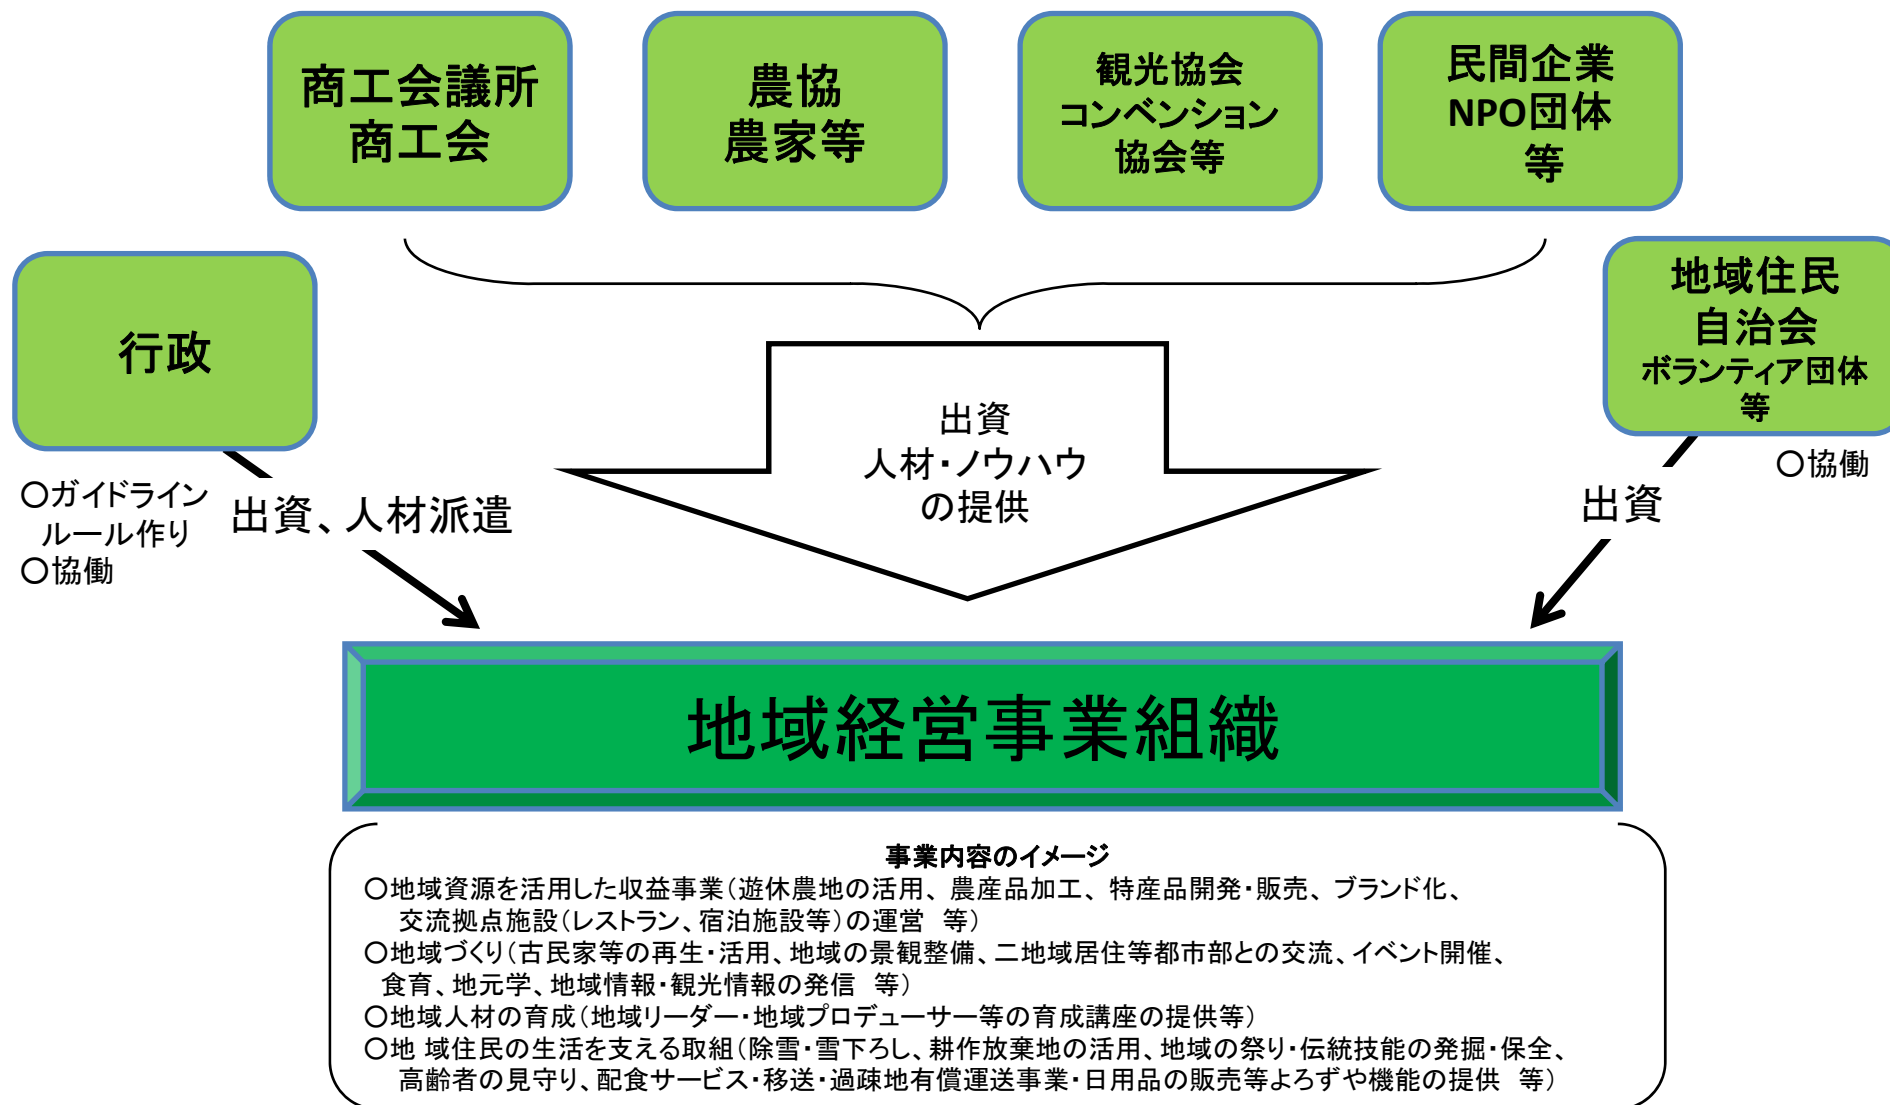 商工会議所
商工会
農協
農家等
観光協会
コンベンション
協会等
民間企業
NPO団体
等
行政
地域住民
自治会
ボランティア団体
等
〇ガイドライン
ルール作り
〇協働
出資、人材派遣
出資
人材・ノウハウ
の提供
〇協働
出資
地域経営事業組織
事業内容のイメージ
〇地域資源を活用した収益事業(遊休農地の活用、農産品加工、特産品開発・販売、ブランド化、
交流拠点施設(レストラン、宿泊施設等)の運営　等)
〇地域づくり(古民家等の再生・活用、地域の景観整備、二地域居住等都市部との交流、イベント開催、
食育、地元学、地域情報・観光情報の発信　等)
〇地域人材の育成(地域リーダー・地域プロデューサー等の育成講座の提供等)
〇地 域住民の生活を支える取組(除雪・雪下ろし、耕作放棄地の活用、地域の祭り・伝統技能の発掘・保全、
高齢者の見守り、配食サービス・移送・過疎地有償運送事業・日用品の販売等よろずや機能の提供　等)